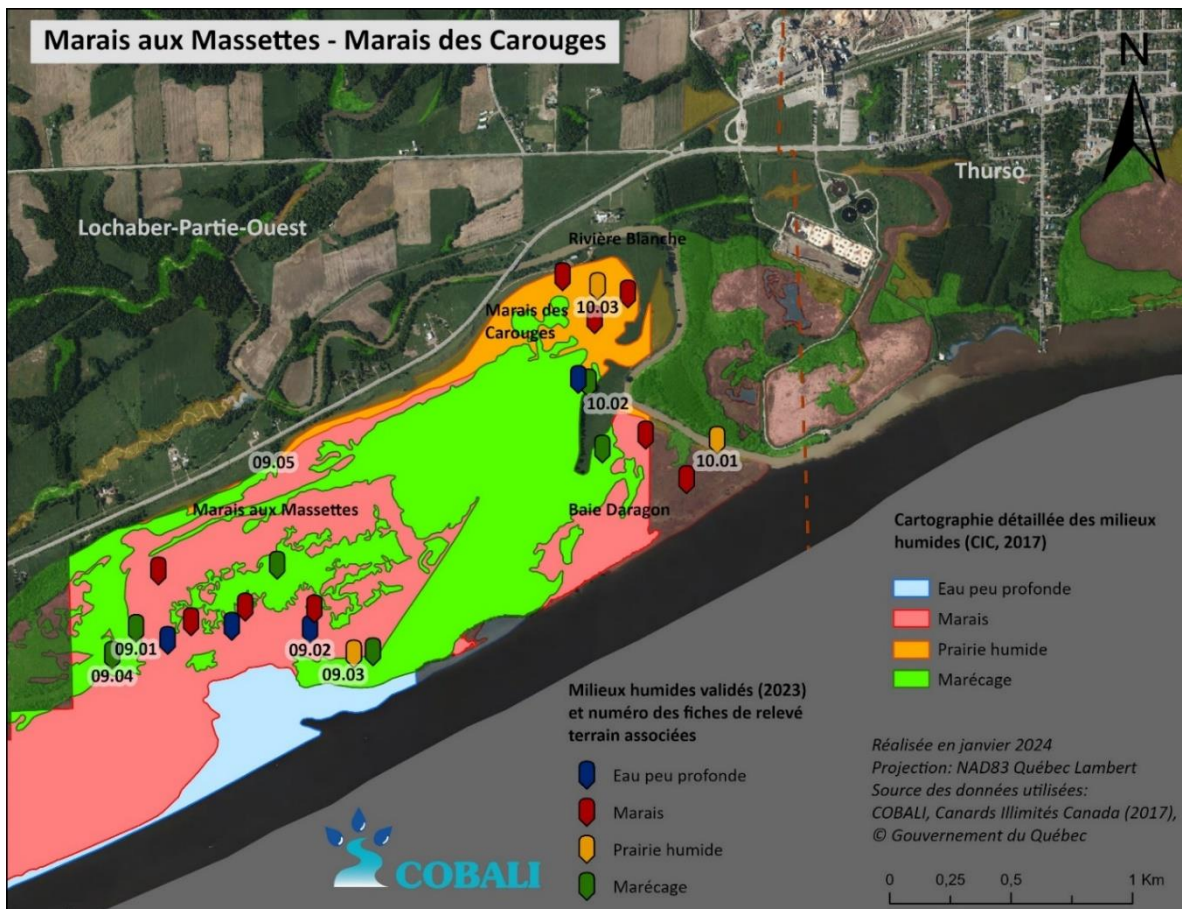 Marais aux Massettes - Marais des Carouges
N
Thurso
Lochaber-Partie-Ouest
Rivière Blanche
10.03
Marais des
Carouges
10.02
10.01
09.05
Marais aux Massettes
Baie Daragon
09.01
09.02
09.03
09.04
Cartographie détaillée des milieux
humides (CIC, 2017)
Eau peu profonde
Marais
Prairie humide
Marécage
Milieux humides validés (2023)
et numéro des fiches de relevé
terrain associées
Eau peu profonde
Marais
Prairie humide
Marécage
Réalisée en janvier 2024
Projection: NAD83 Québec Lambert
Source des données utilisées:
COBALI, Canards Illimités Canada (2017),
© Gouvernement du Québec
COBALI
0 0,25 0,5 1 Km